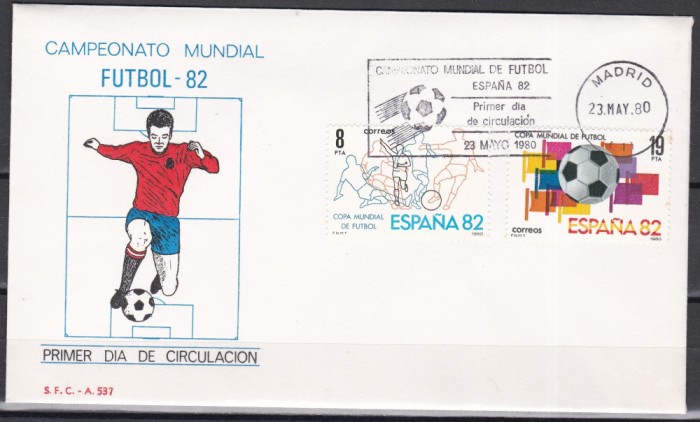 CAMPEONATO MUNDIAL
FUTBOL - 82
PRIMER DIA DE CIRCULACION
S. F. C. - A. 537
CAMPEONATO MUNDIAL DE FUTBOL
ESPAÑA 82
Primer dia
de circulación
23 MAYO 1980
MADRID
23.MAY.80
8
PTA
correos
COPA MUNDIAL
DE FUTBOL
ESPAÑA 82
F.N.M.T.
1980
COPA MUNDIAL DE FUTBOL
19
PTA
correos
ESPAÑA 82
F.N.M.T.
1980